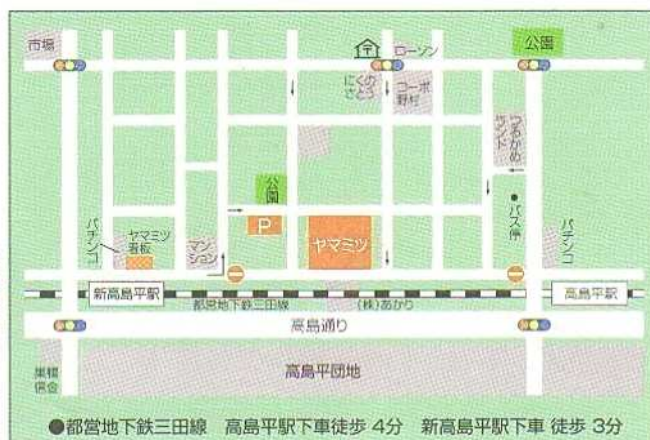 市場
〒
ローソン
公園
にくの
さとう
コーポ
野村
つるかめ
ランド
公園
P
●バス停
パチンコ
ヤマミツ
看板
マン
ション
ヤマミツ
パチンコ
新高島平駅
都営地下鉄三田線
(株)あかり
高島平駅
高島通り
巣鴨
信金
高島平団地
●都営地下鉄三田線 高島平駅下車徒歩 4分 新高島平駅下車 徒歩 3分